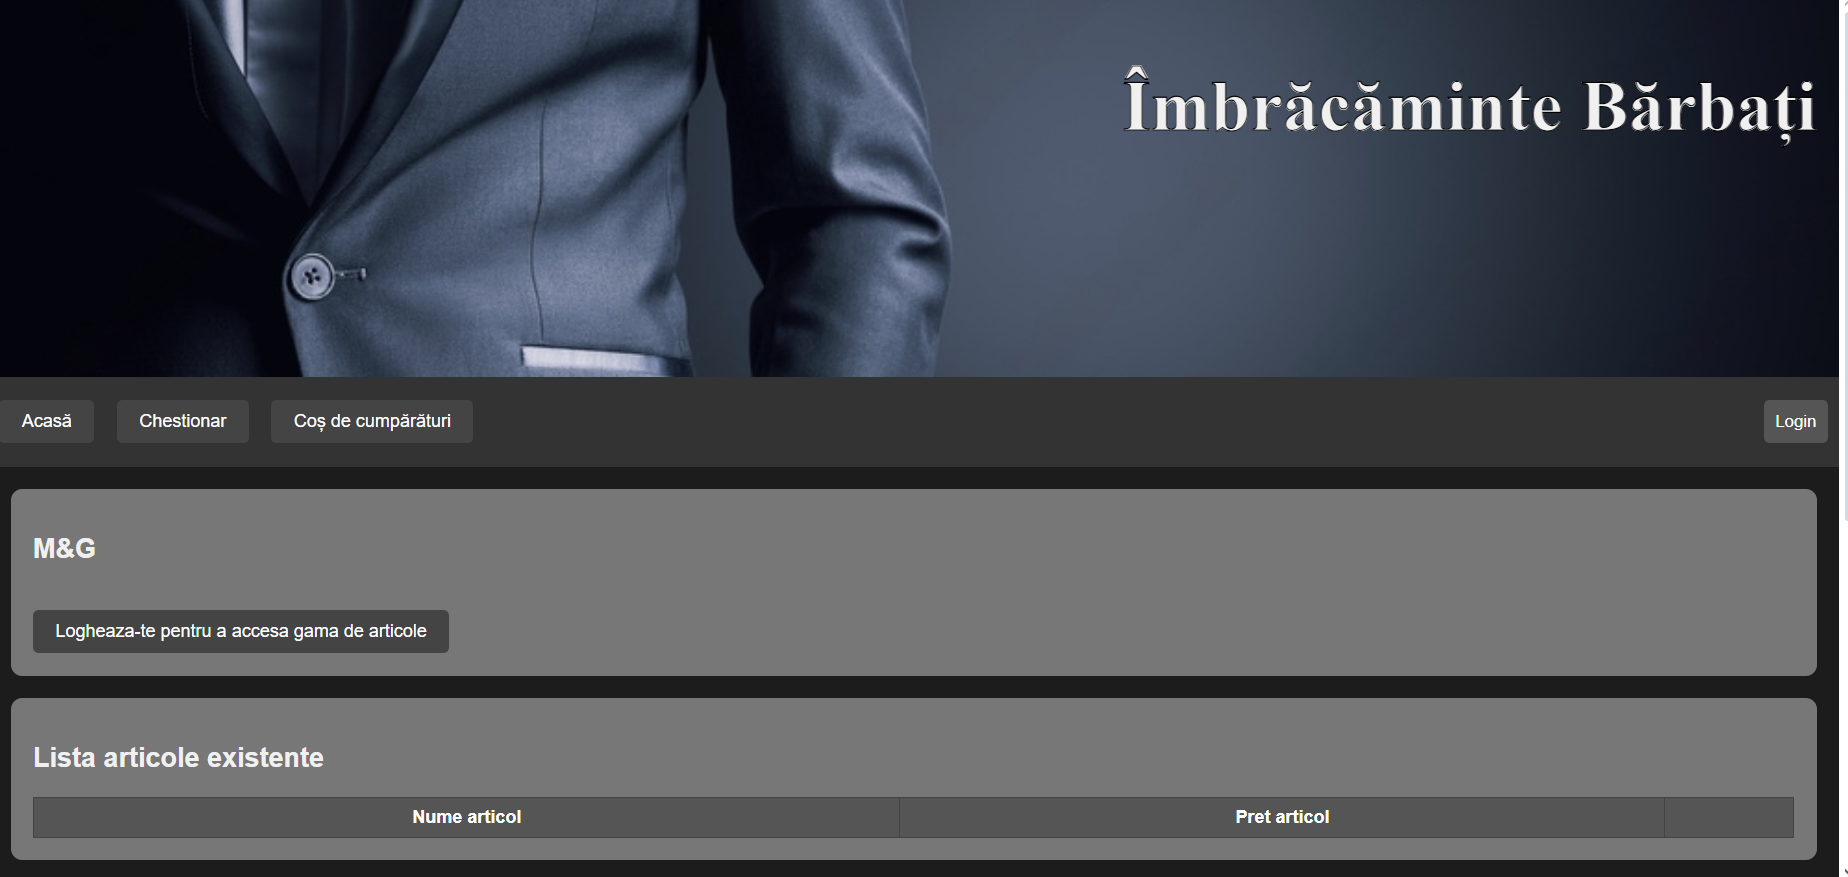 Îmbrăcăminte Bărbați
Acasă Chestionar Coș de cumpărături Login
M&G
Logheaza-te pentru a accesa gama de articole
Lista articole existente
Nume articol Pret articol